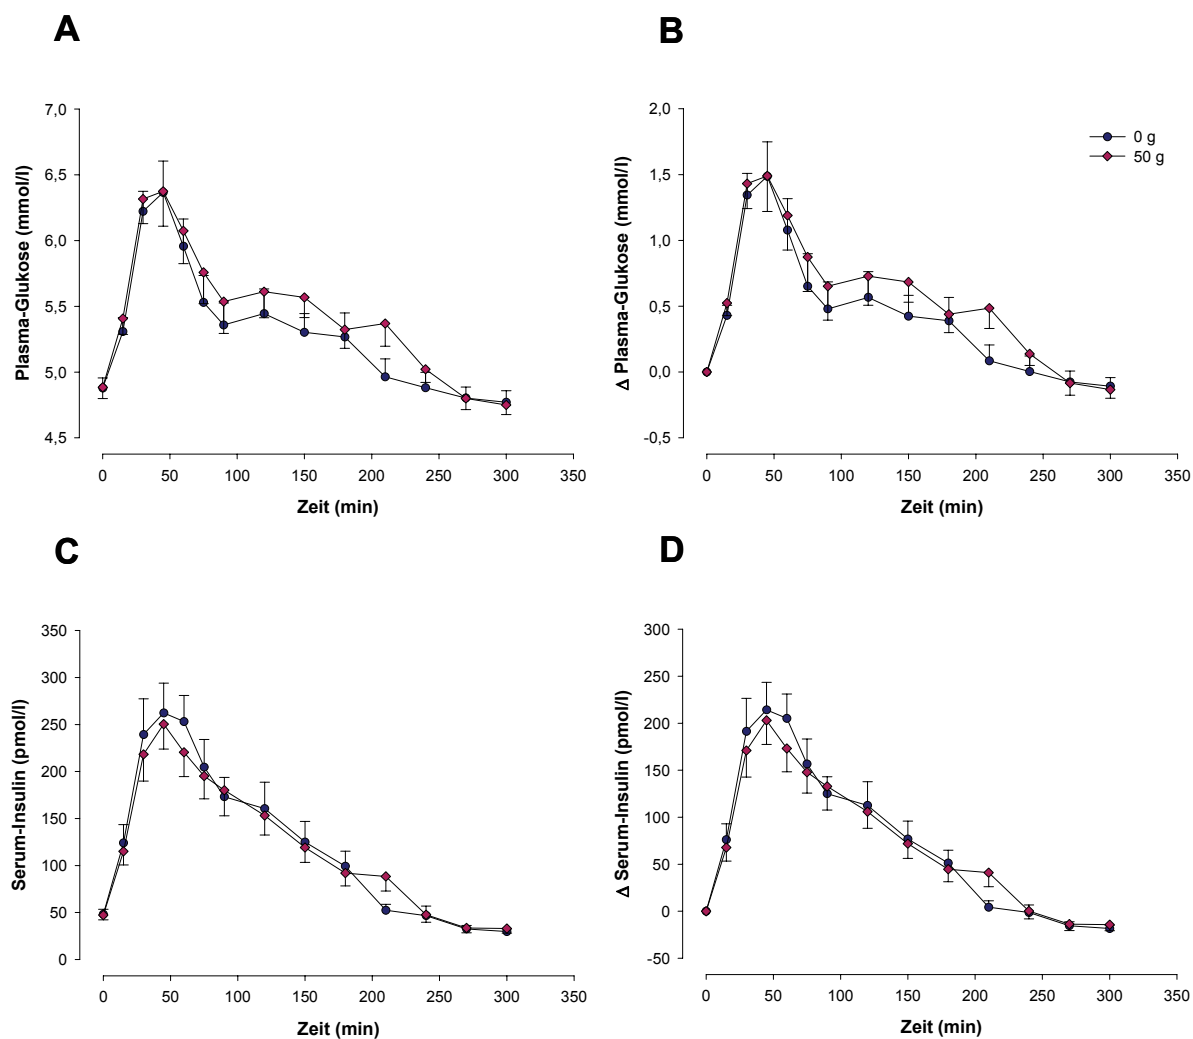 A
7,0
6,5
6,0
5,5
5,0
4,5
Plasma-Glukose (mmol/l)
0 50 100 150 200 250 300 350
Zeit (min)
B
2,0
1,5
1,0
0,5
0,0
-0,5
Δ Plasma-Glukose (mmol/l)
0 g
50 g
0 50 100 150 200 250 300 350
Zeit (min)
C
350
300
250
200
150
100
50
0
Serum-Insulin (pmol/l)
0 50 100 150 200 250 300 350
Zeit (min)
D
300
250
200
150
100
50
0
-50
Δ Serum-Insulin (pmol/l)
0 50 100 150 200 250 300 350
Zeit (min)